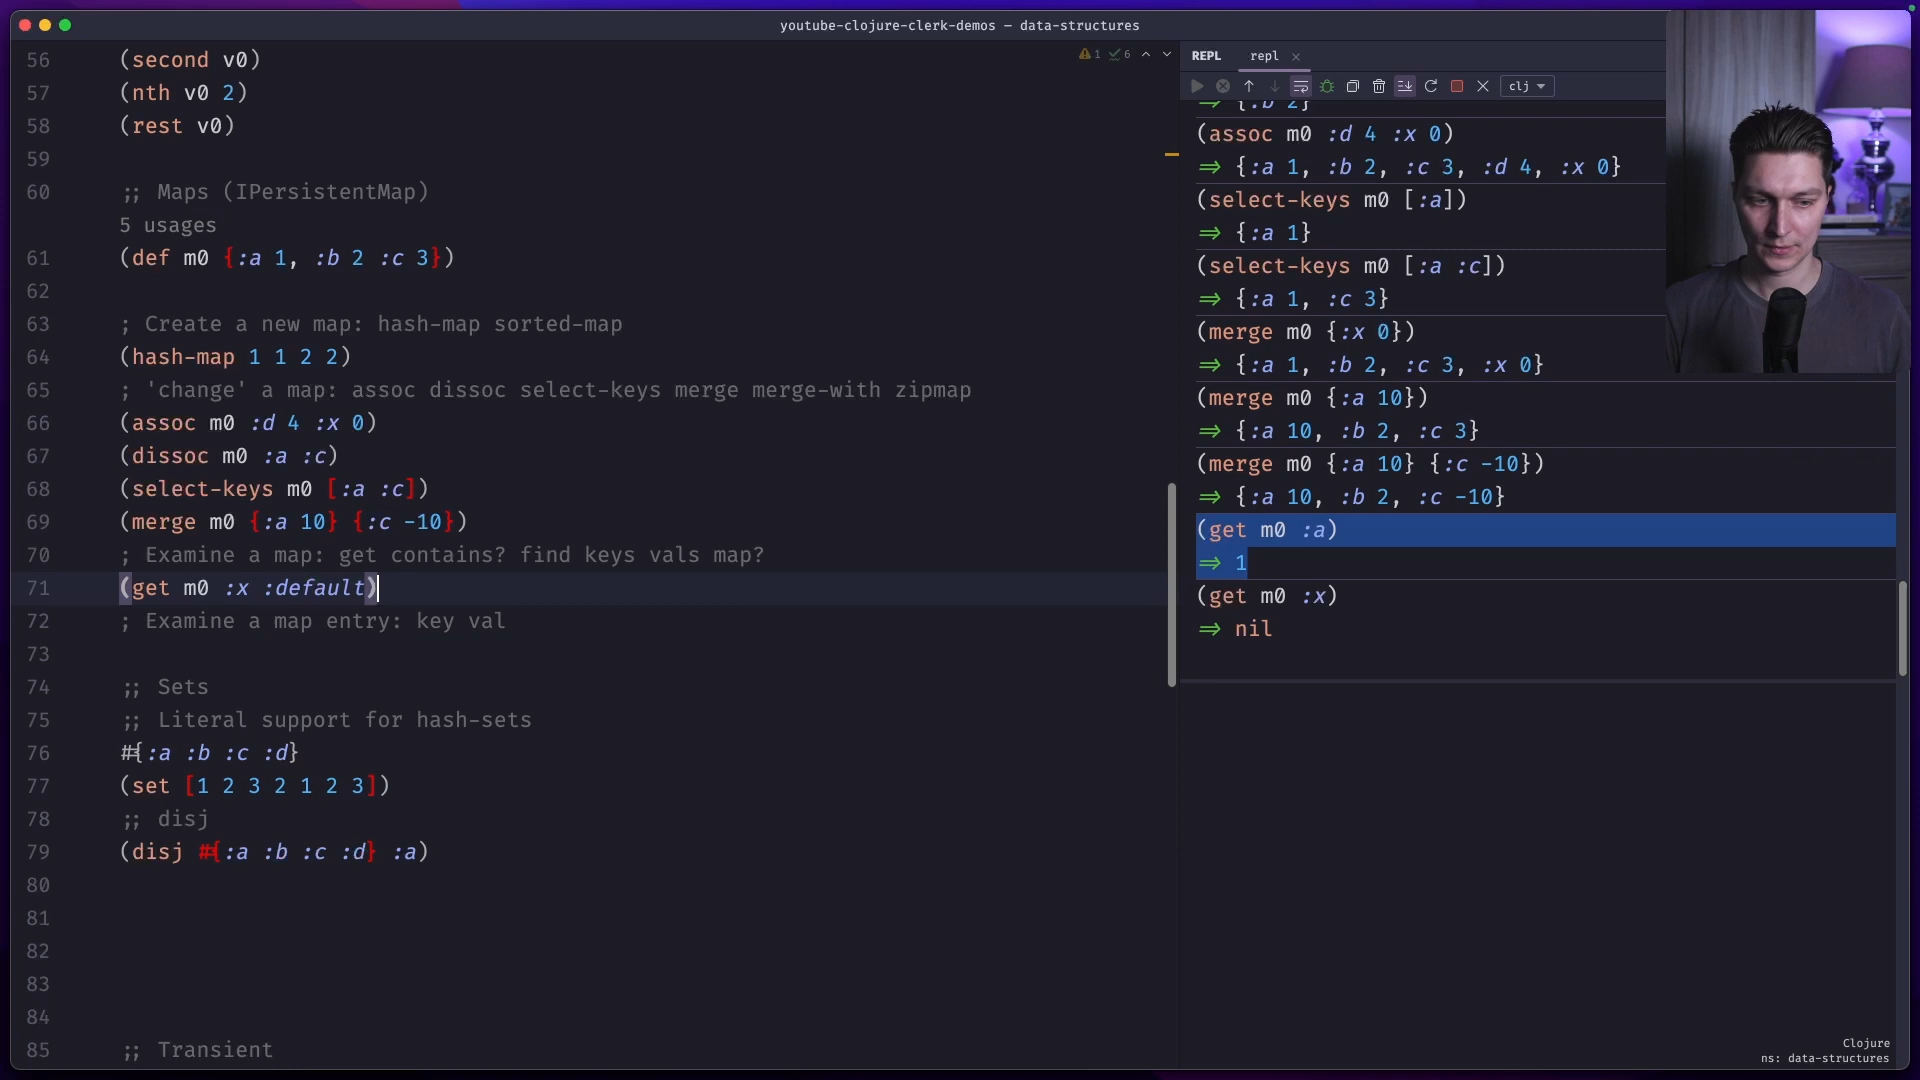 youtube-clojure-clerk-demos – data-structures
56 (second v0)
57 (nth v0 2)
58 (rest v0)
59
60 ;; Maps (IPersistentMap)
5 usages
61 (def m0 {:a 1, :b 2 :c 3})
62
63 ; Create a new map: hash-map sorted-map
64 (hash-map 1 1 2 2)
65 ; 'change' a map: assoc dissoc select-keys merge merge-with zipmap
66 (assoc m0 :d 4 :x 0)
67 (dissoc m0 :a :c)
68 (select-keys m0 [:a :c])
69 (merge m0 {:a 10} {:c -10})
70 ; Examine a map: get contains? find keys vals map?
71 (get m0 :x :default)
72 ; Examine a map entry: key val
73
74 ;; Sets
75 ;; Literal support for hash-sets
76 #{:a :b :c :d}
77 (set [1 2 3 2 1 2 3])
78 ;; disj
79 (disj #{:a :b :c :d} :a)
80
81
82
83
84
85 ;; Transient
1 6
REPL repl
clj
=> {:b 2}
(assoc m0 :d 4 :x 0)
=> {:a 1, :b 2, :c 3, :d 4, :x 0}
(select-keys m0 [:a])
=> {:a 1}
(select-keys m0 [:a :c])
=> {:a 1, :c 3}
(merge m0 {:x 0})
=> {:a 1, :b 2, :c 3, :x 0}
(merge m0 {:a 10})
=> {:a 10, :b 2, :c 3}
(merge m0 {:a 10} {:c -10})
=> {:a 10, :b 2, :c -10}
(get m0 :a)
=> 1
(get m0 :x)
=> nil
Clojure
ns: data-structures